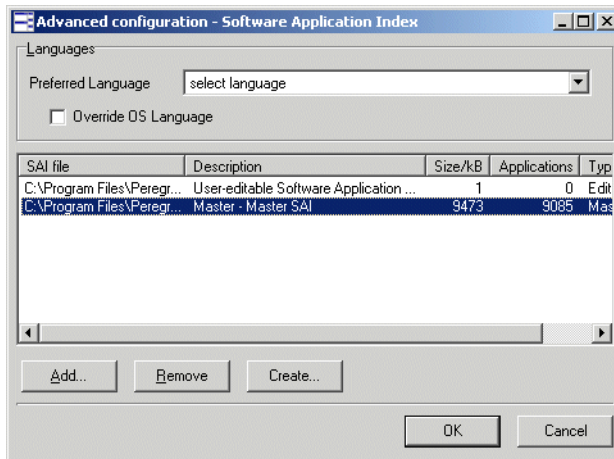 Advanced configuration - Software Application Index
Languages
Preferred Language select language
Override OS Language
SAI file Description Size/kB Applications Typ
C:\Program Files\Peregr... User-editable Software Application ... 1 0 Edit
C:\Program Files\Peregr... Master - Master SAI 9473 9085 Mas
Add... Remove Create...
OK Cancel